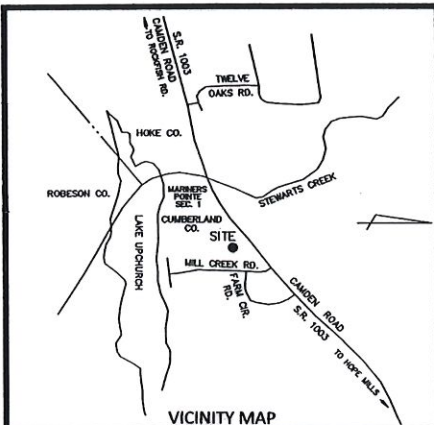 CAMDEN ROAD
TO ROCKFISH RD.
S.R. 1003
TWELVE
OAKS RD.
HOKE CO.
ROBESON CO.
MARINERS
POINTE
SEC. 1
STEWARTS CREEK
CUMBERLAND
CO.
LAKE UPCHURCH
SITE
MILL CREEK RD.
FARM CIR.
RD.
CAMDEN ROAD
S.R. 1003
TO HOPE MILLS
VICINITY MAP